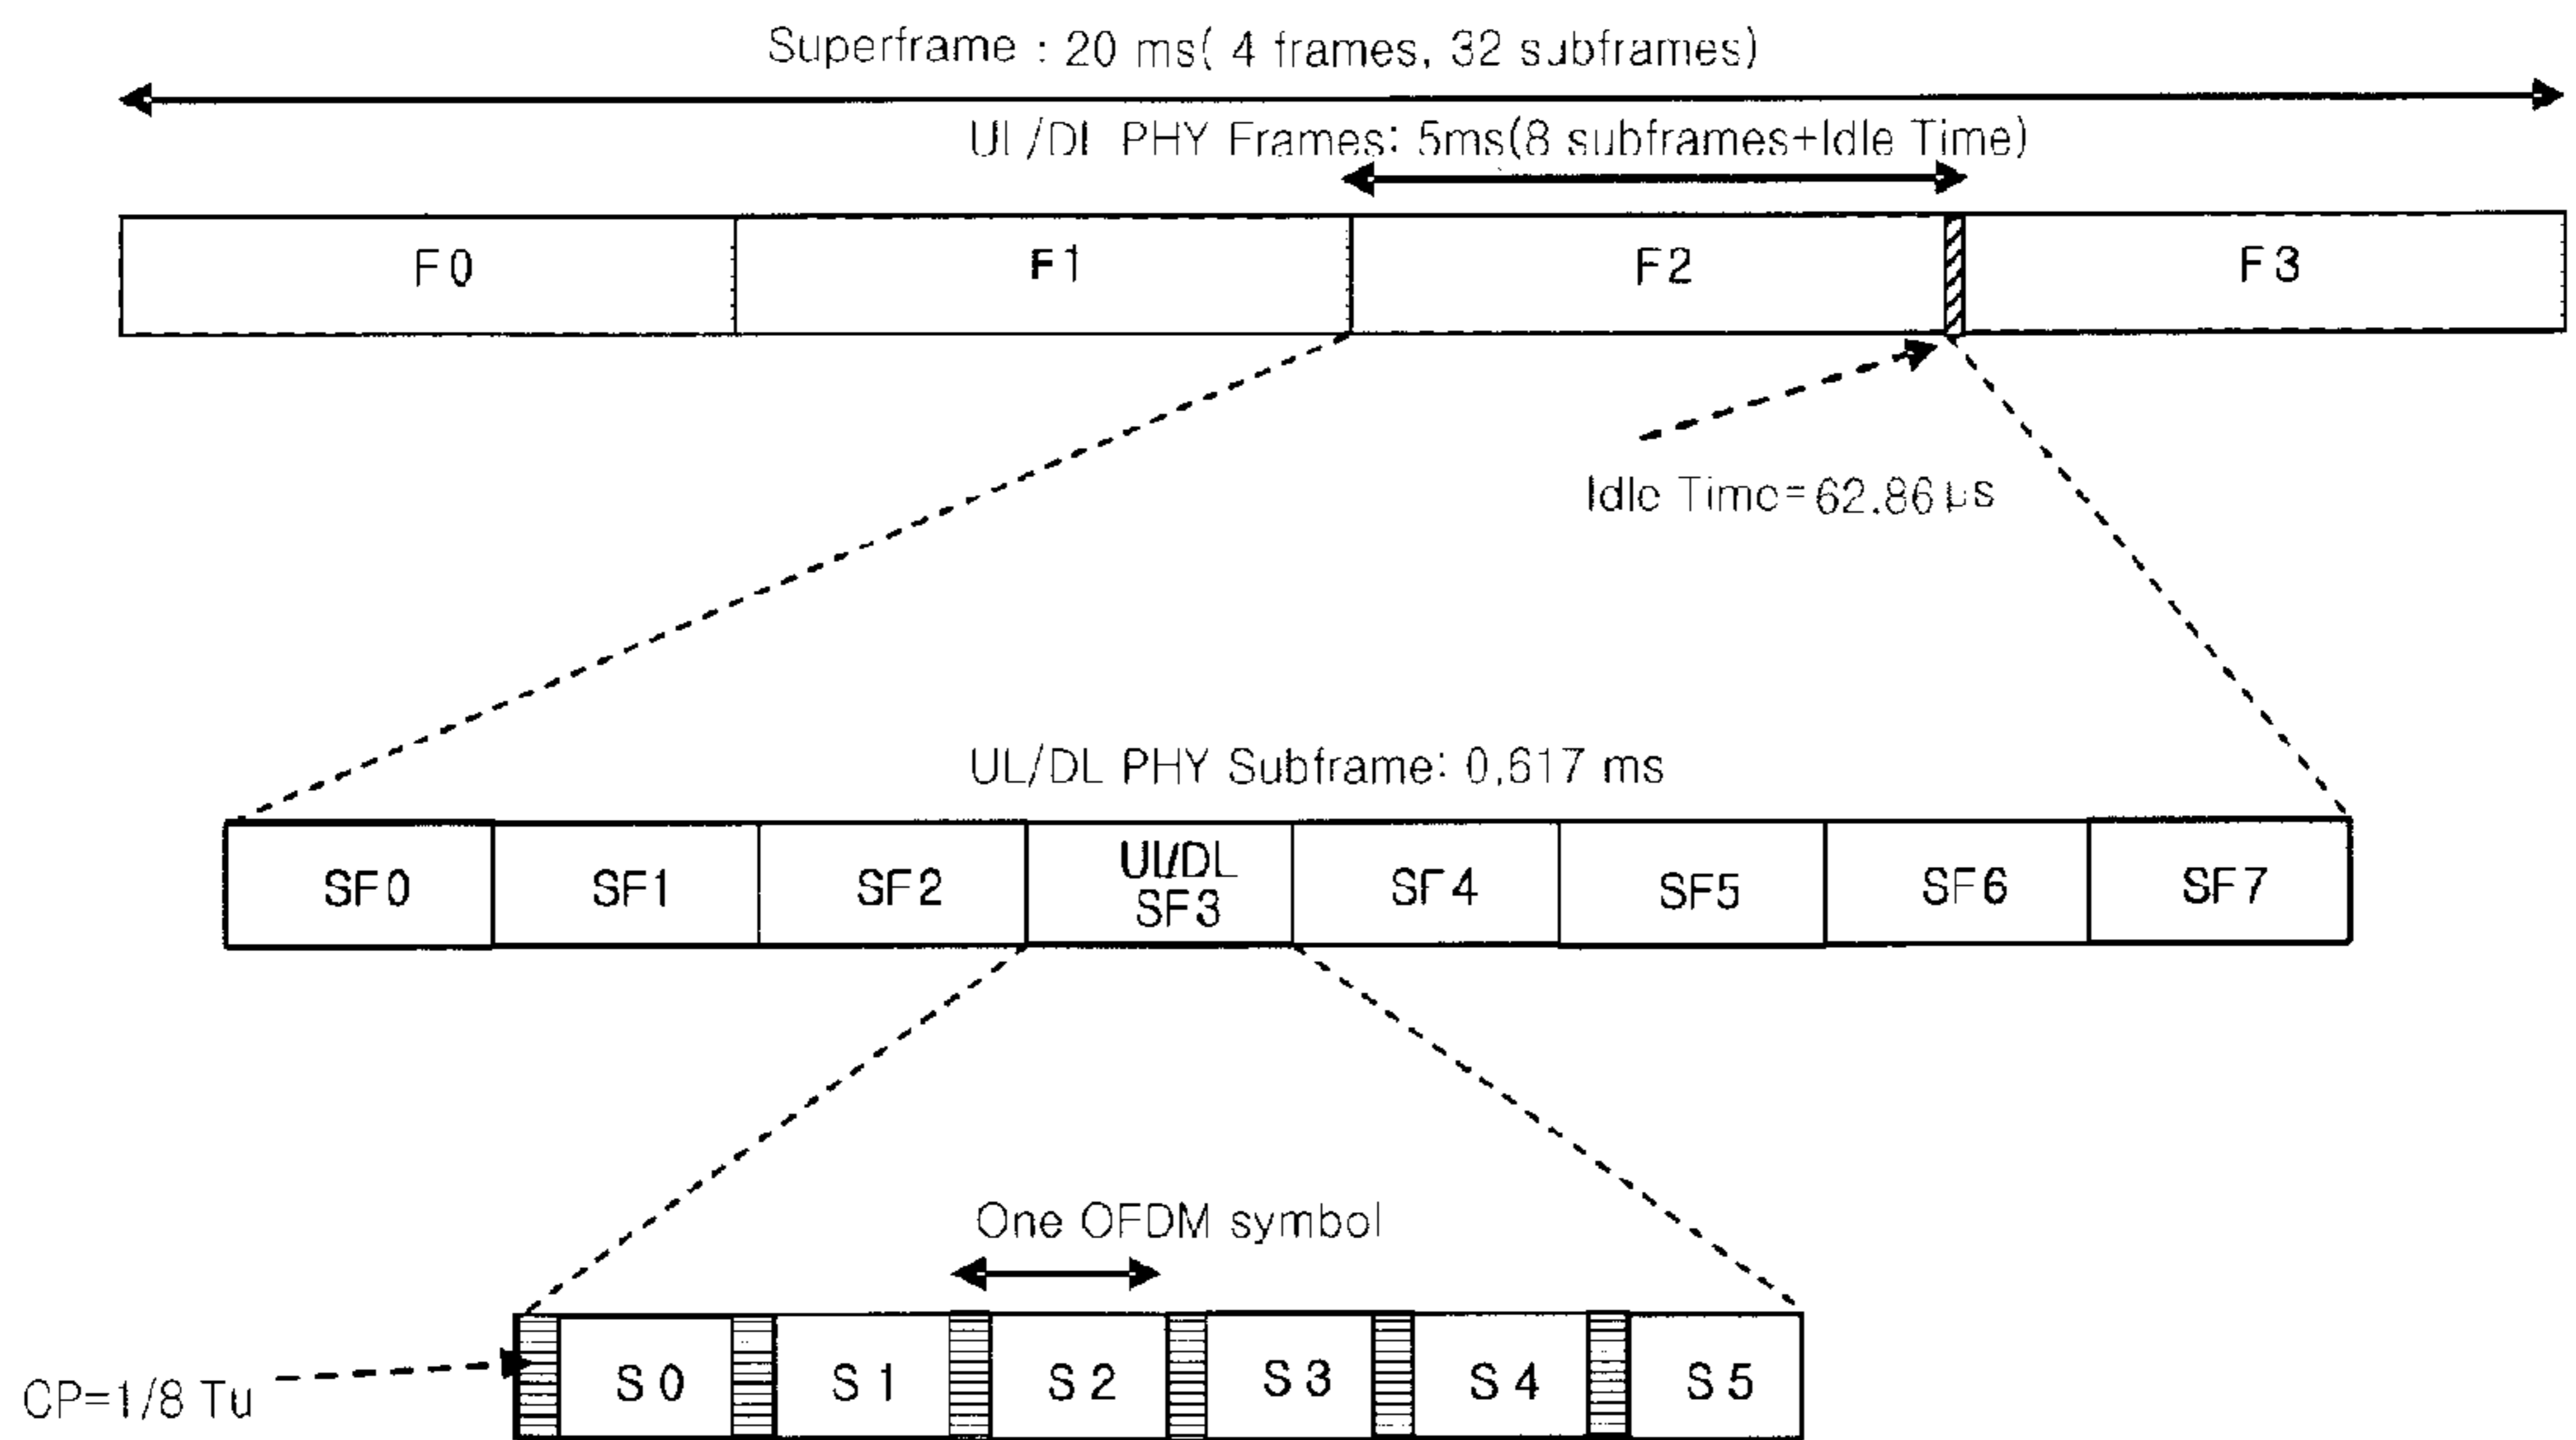 Superframe : 20 ms( 4 frames, 32 subframes)
UL/DL PHY Frames: 5ms(8 subframes+Idle Time)
F0 F1 F2 F3
Idle Time=62.86 μs
UL/DL PHY Subframe: 0,617 ms
SF0 SF1 SF2 UL/DL SF3 SF4 SF5 SF6 SF7
One OFDM symbol
S0 S1 S2 S3 S4 S5
CP=1/8 Tu